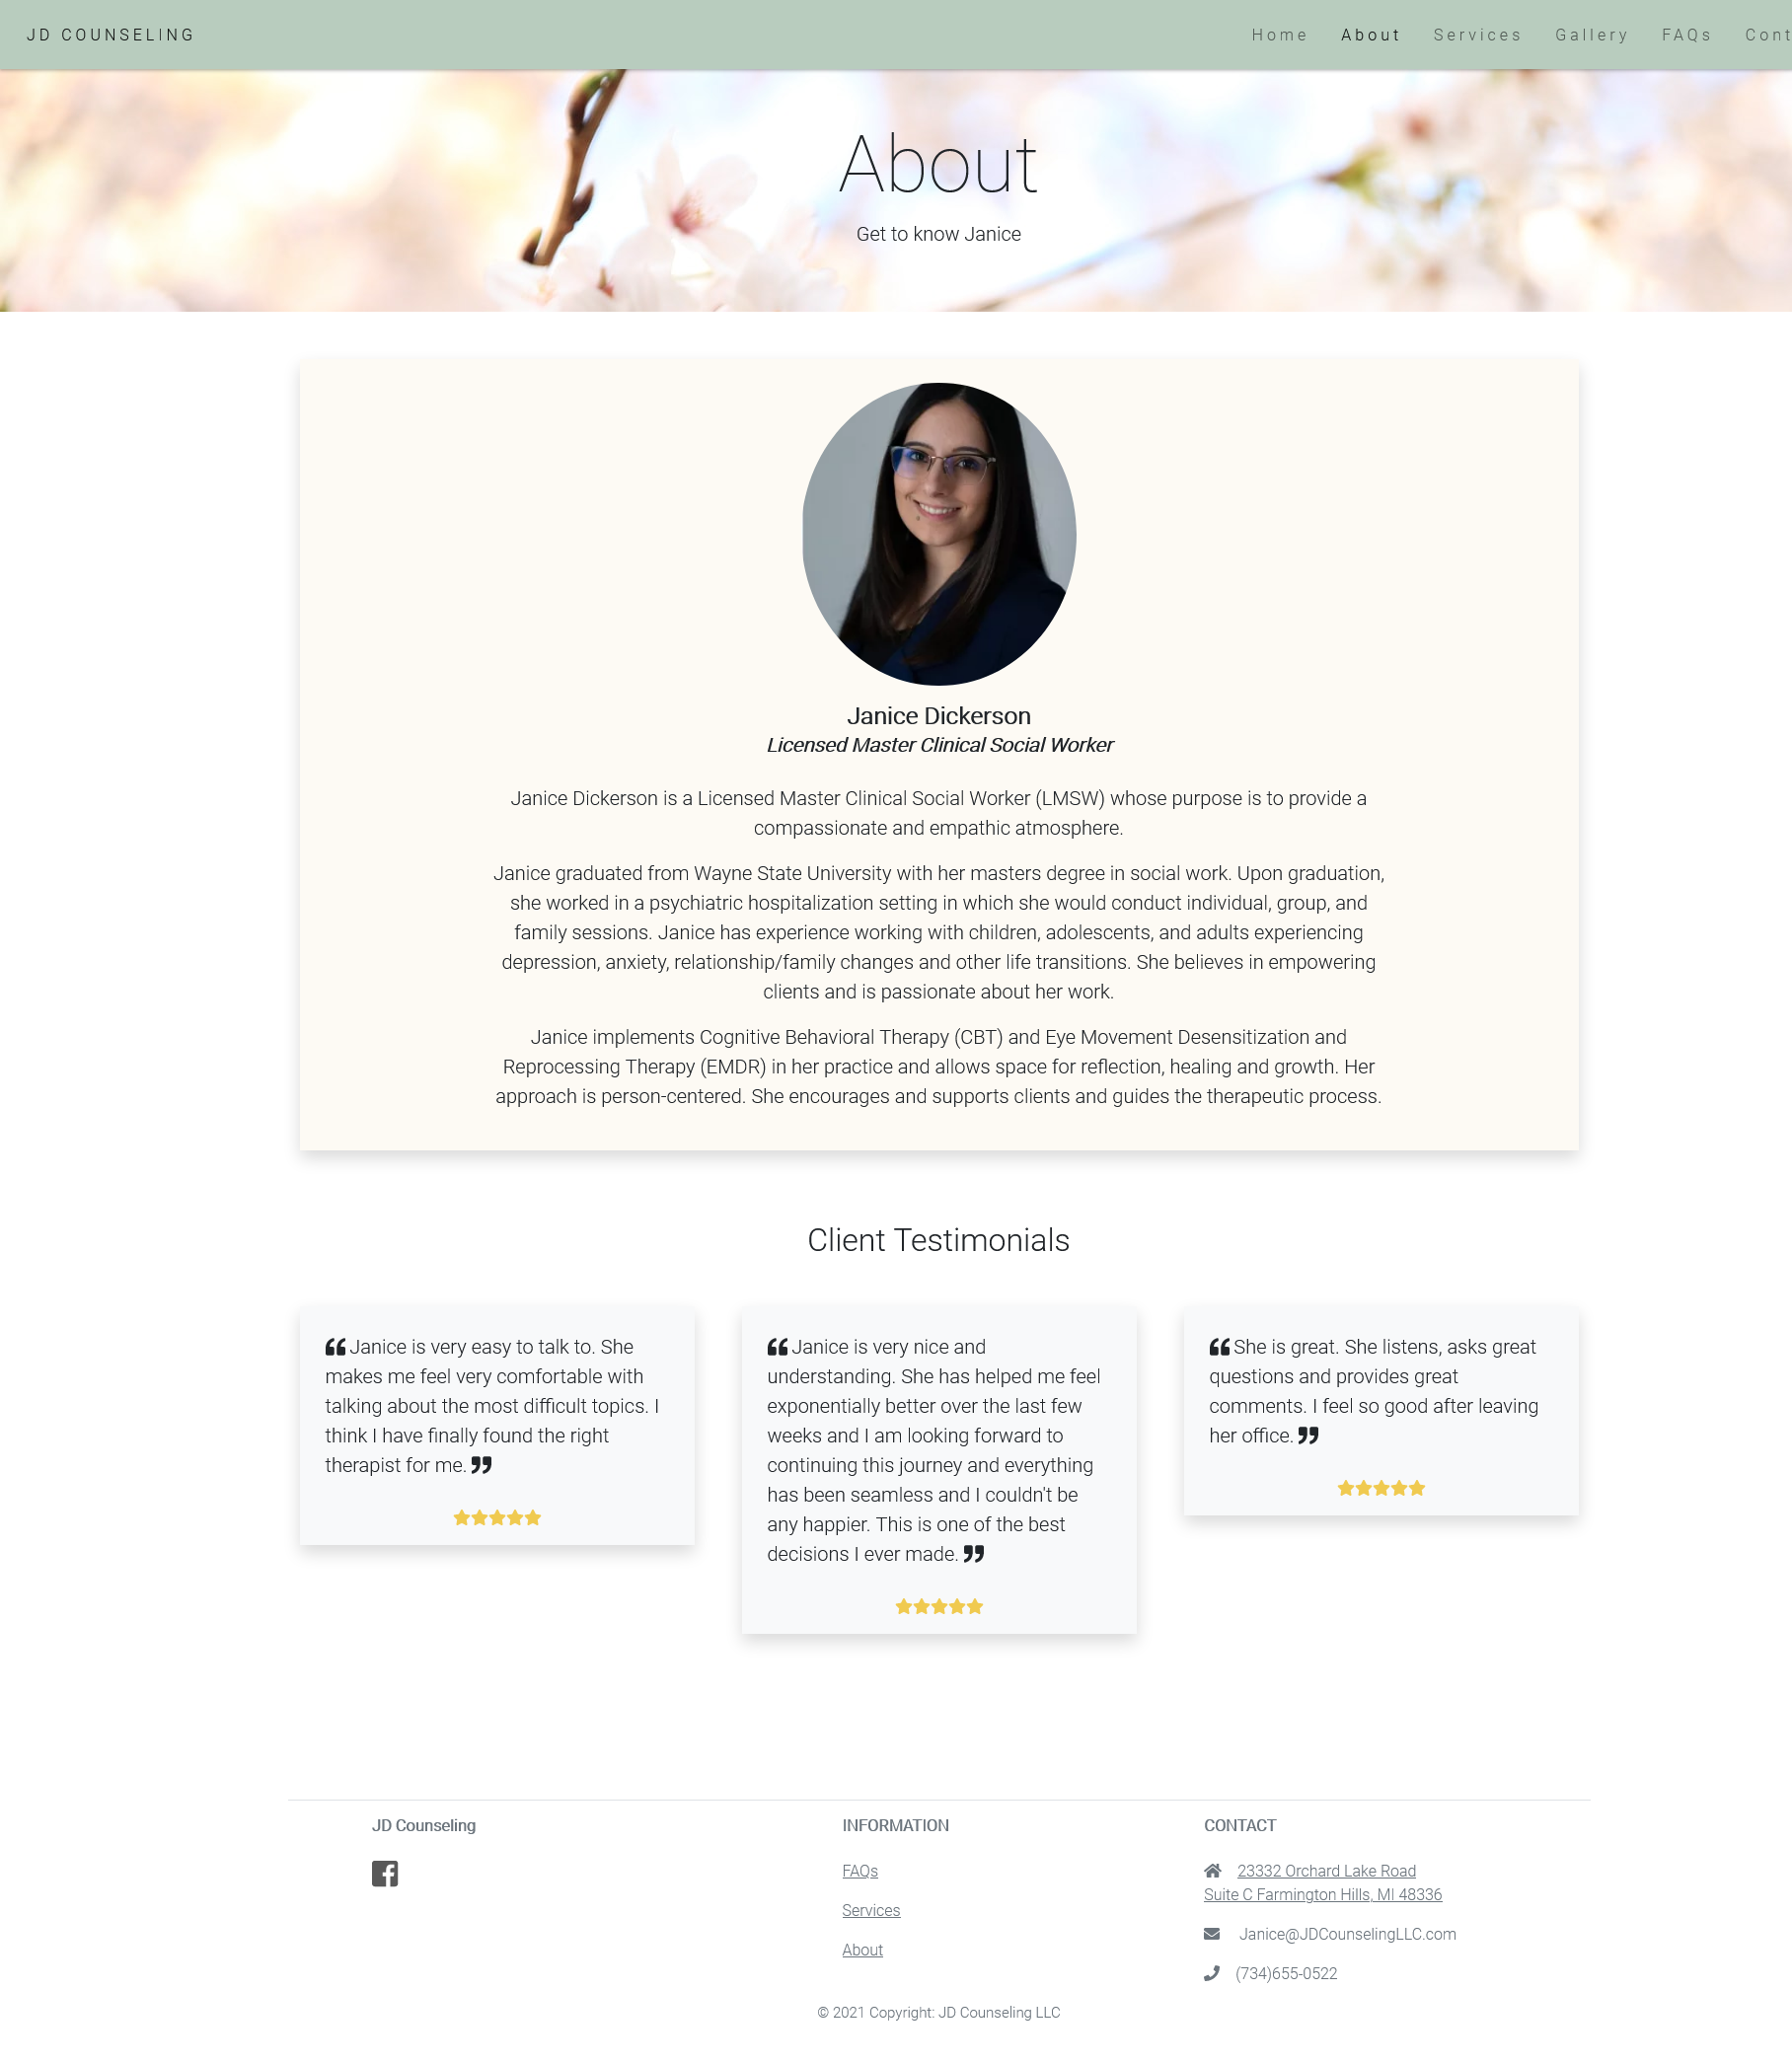 JD COUNSELING
Home About Services Gallery FAQs Cont
About
Get to know Janice
Janice Dickerson
Licensed Master Clinical Social Worker
Janice Dickerson is a Licensed Master Clinical Social Worker (LMSW) whose purpose is to provide a
compassionate and empathic atmosphere.
Janice graduated from Wayne State University with her masters degree in social work. Upon graduation,
she worked in a psychiatric hospitalization setting in which she would conduct individual, group, and
family sessions. Janice has experience working with children, adolescents, and adults experiencing
depression, anxiety, relationship/family changes and other life transitions. She believes in empowering
clients and is passionate about her work.
Janice implements Cognitive Behavioral Therapy (CBT) and Eye Movement Desensitization and
Reprocessing Therapy (EMDR) in her practice and allows space for reflection, healing and growth. Her
approach is person-centered. She encourages and supports clients and guides the therapeutic process.
Client Testimonials
“ Janice is very easy to talk to. She
makes me feel very comfortable with
talking about the most difficult topics. I
think I have finally found the right
therapist for me. ”
“ Janice is very nice and
understanding. She has helped me feel
exponentially better over the last few
weeks and I am looking forward to
continuing this journey and everything
has been seamless and I couldn't be
any happier. This is one of the best
decisions I ever made. ”
“ She is great. She listens, asks great
questions and provides great
comments. I feel so good after leaving
her office. ”
JD Counseling
INFORMATION
FAQs
Services
About
CONTACT
23332 Orchard Lake Road
Suite C Farmington Hills, MI 48336
Janice@JDCounselingLLC.com
(734)655-0522
© 2021 Copyright: JD Counseling LLC